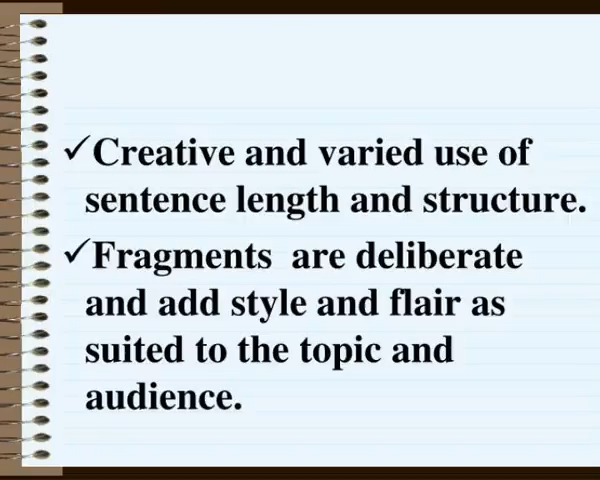 ✓Creative and varied use of
sentence length and structure.
✓Fragments  are deliberate
and add style and flair as
suited to the topic and
audience.